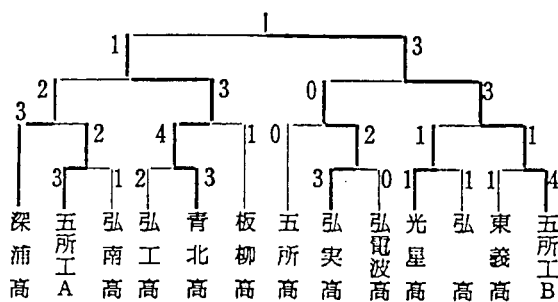 1 3
2 3 0 3
3 2 4 1 0 2 1 1
3 1 2 3 3 0 1 1 1 4
深浦高
五所工A
弘南高
弘工高
青北高
板柳高
五所高
弘実高
弘電波高
光星高
弘高
東義高
五所工B